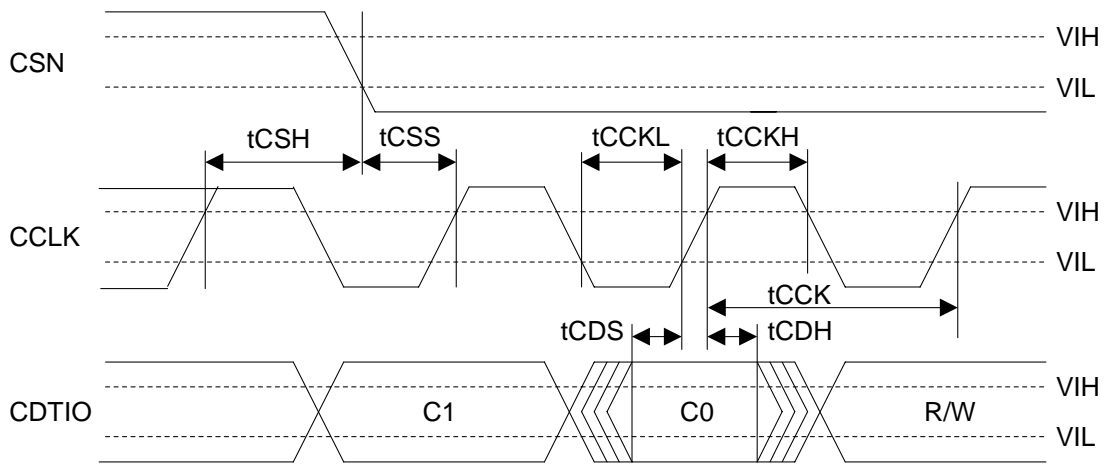 VIH
CSN
VIL
tCSH tCSS tCCKL tCCKH
VIH
CCLK
VIL
tCCK
tCDS tCDH
VIH
CDTIO C1 C0 R/W
VIL